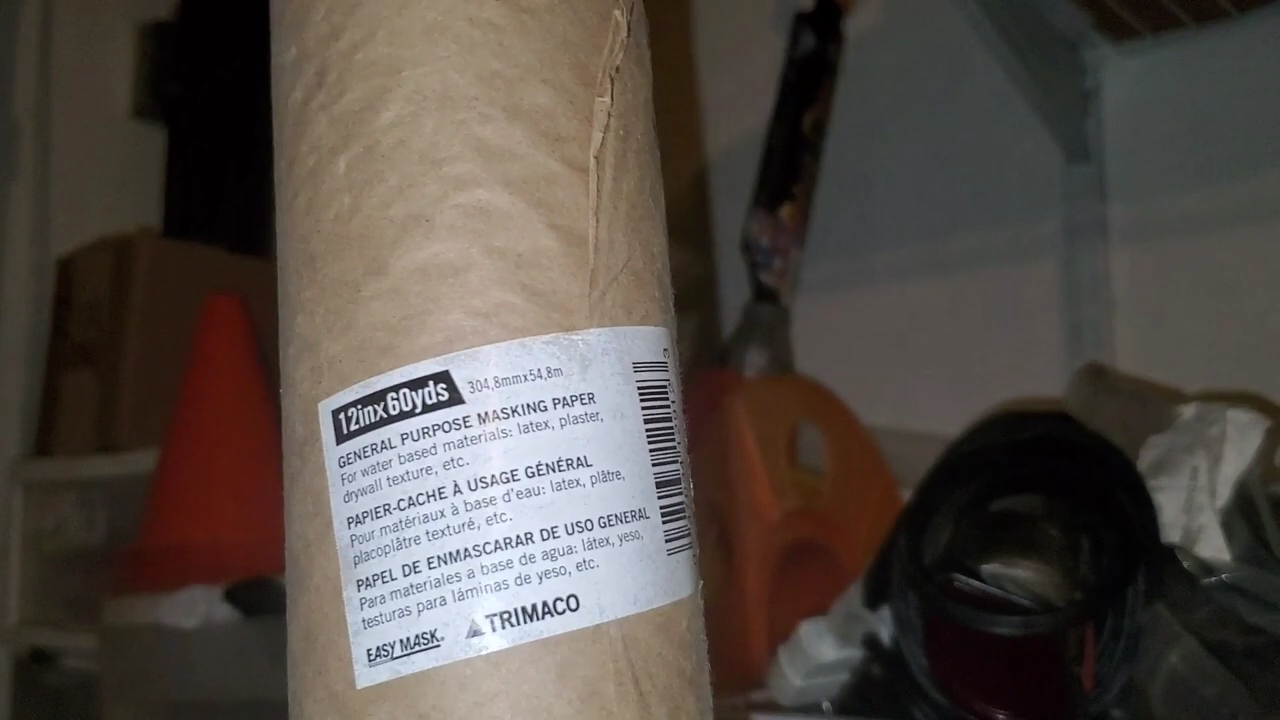 12inx60yds 304,8mmx54,8m
GENERAL PURPOSE MASKING PAPER
For water based materials: latex, plaster,
drywall texture, etc.
PAPIER-CACHE À USAGE GÉNÉRAL
Pour matériaux à base d'eau: latex, plâtre,
placoplâtre texturé, etc.
PAPEL DE ENMASCARAR DE USO GENERAL
Para materiales a base de agua: látex, yeso,
testuras para láminas de yeso, etc.
EASY MASK® TRIMACO